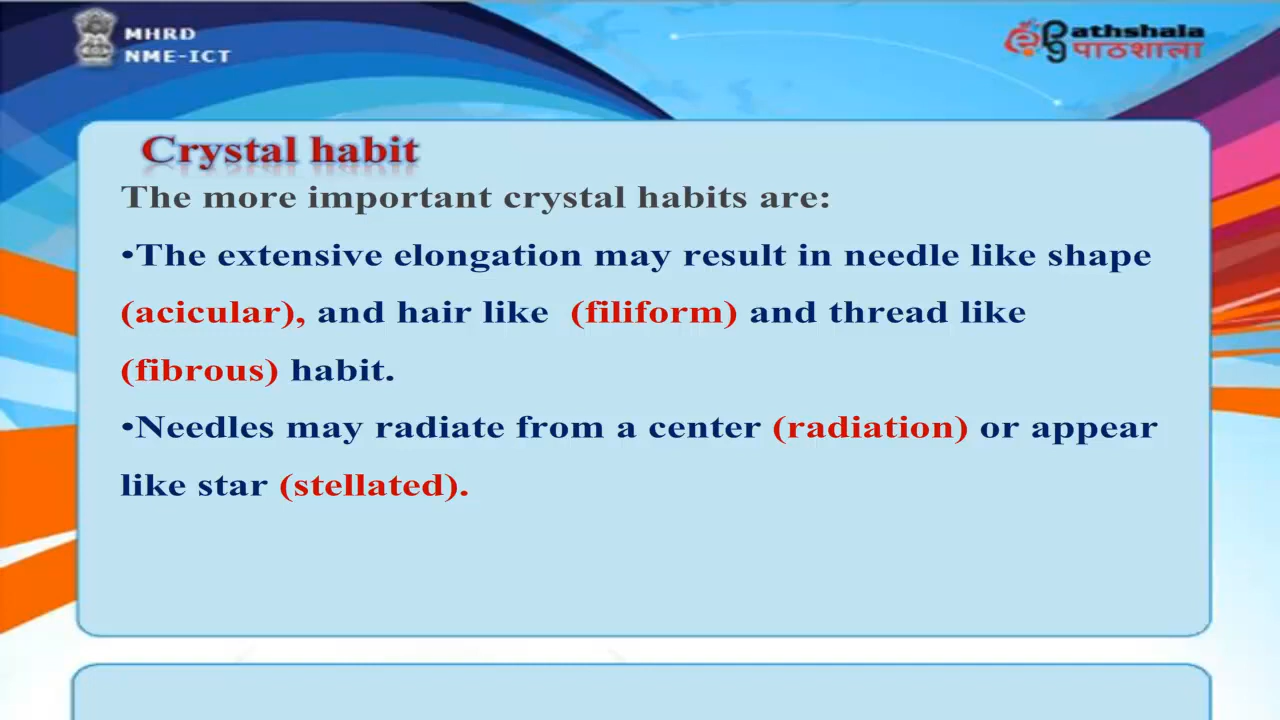 MHRD
NME-ICT
athshala
पाठशाला
Crystal habit
The more important crystal habits are:
•The extensive elongation may result in needle like shape
(acicular), and hair like (filiform) and thread like
(fibrous) habit.
•Needles may radiate from a center (radiation) or appear
like star (stellated).